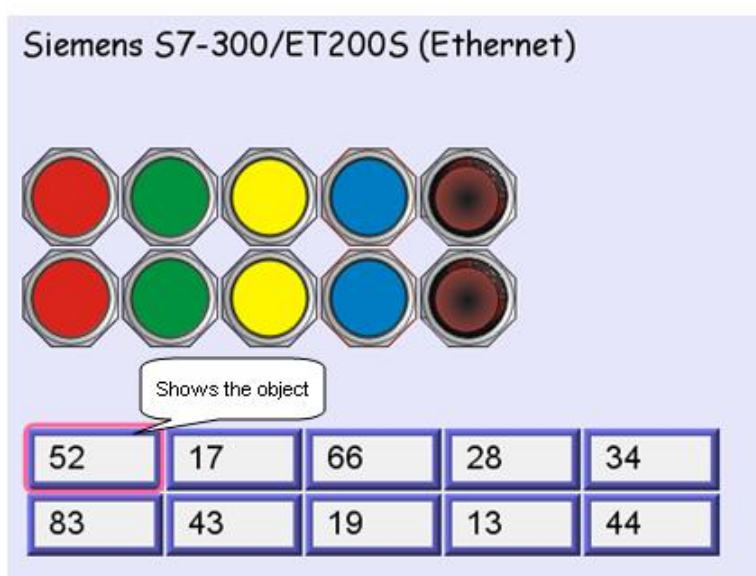 Siemens S7-300/ET200S (Ethernet)
Shows the object
52 17 66 28 34
83 43 19 13 44